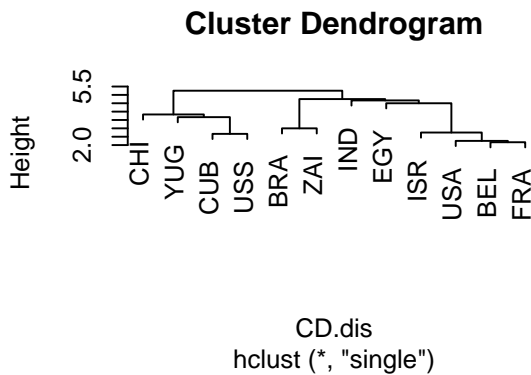 Cluster Dendrogram
Height
2.0
5.5
CHI
YUG
CUB
USS
BRA
ZAI
IND
EGY
ISR
USA
BEL
FRA
CD.dis
hclust (*, "single")